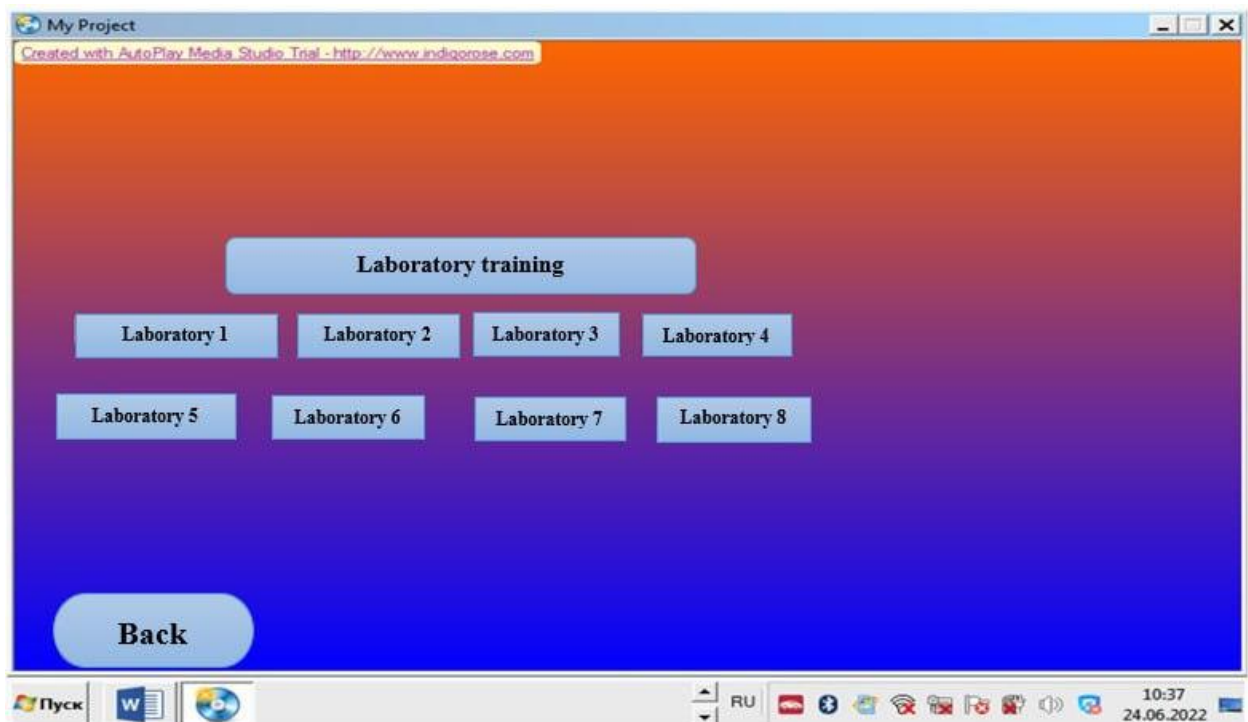 My Project
Created with AutoPlay Media Studio Trial - http://www.indigorose.com
Laboratory training
Laboratory 1 Laboratory 2 Laboratory 3 Laboratory 4
Laboratory 5 Laboratory 6 Laboratory 7 Laboratory 8
Back
Пуск W RU 10:37
24.06.2022